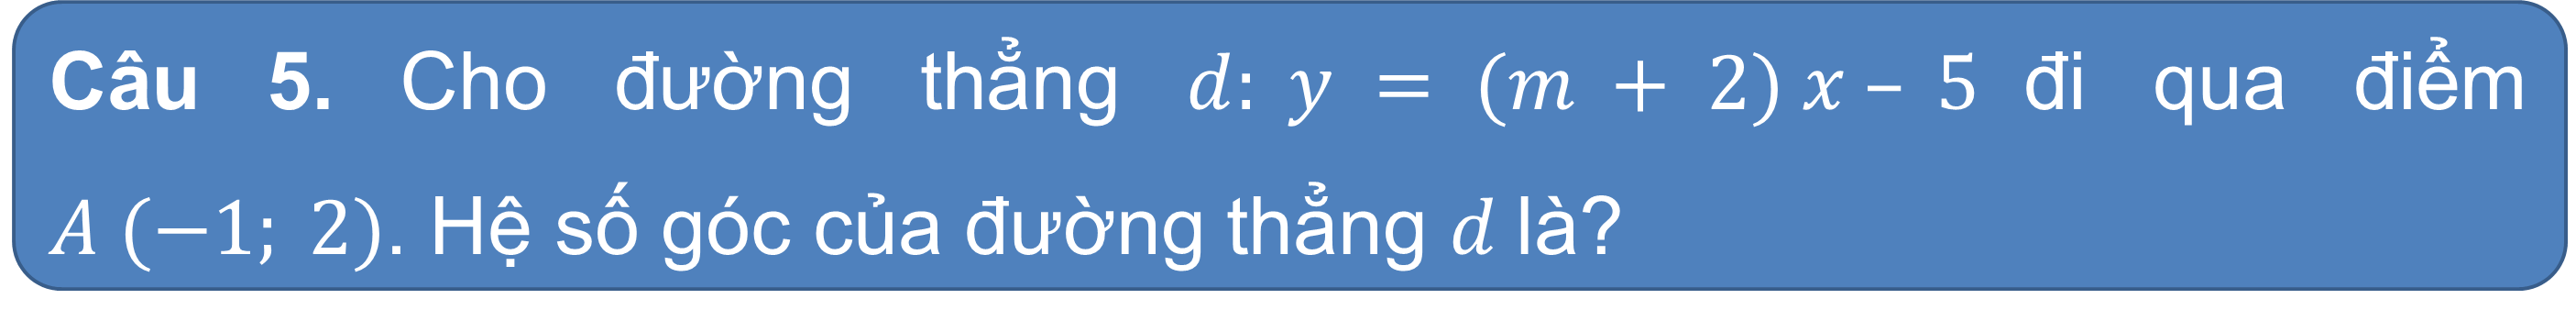 Câu 5. Cho đường thẳng d: y = (m + 2) x – 5 đi qua điểm
A (−1; 2). Hệ số góc của đường thẳng d là?